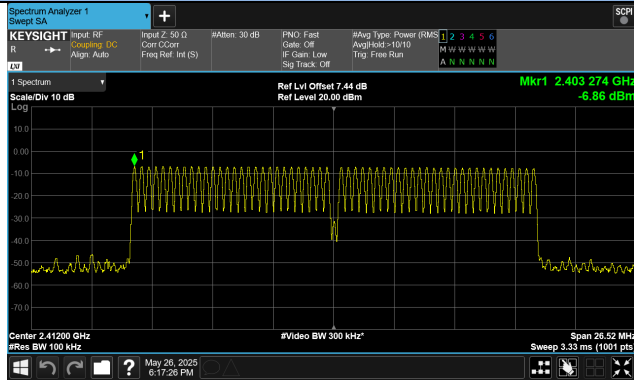 Spectrum Analyzer 1
Swept SA
SCPI
KEYSIGHT
R
LXI
Input: RF
Coupling: DC
Align: Auto
Input Z: 50 Ω
Corr CCorr
Freq Ref: Int (S)
#Atten: 30 dB
PNO: Fast
Gate: Off
IF Gain: Low
Sig Track: Off
#Avg Type: Power (RMS
Avg|Hold:>10/10
Trig: Free Run
1 2 3 4 5 6
M W W W W W
A N N N N N
1 Spectrum
Scale/Div 10 dB
Log
Ref Lvl Offset 7.44 dB
Ref Level 20.00 dBm
Mkr1 2.403 274 GHz
-6.86 dBm
10.0
0.00
-10.0
-20.0
-30.0
-40.0
-50.0
-60.0
-70.0
1
Center 2.41200 GHz
#Res BW 100 kHz
#Video BW 300 kHz*
Span 26.52 MHz
Sweep 3.33 ms (1001 pts
?
May 26, 2025
6:17:26 PM